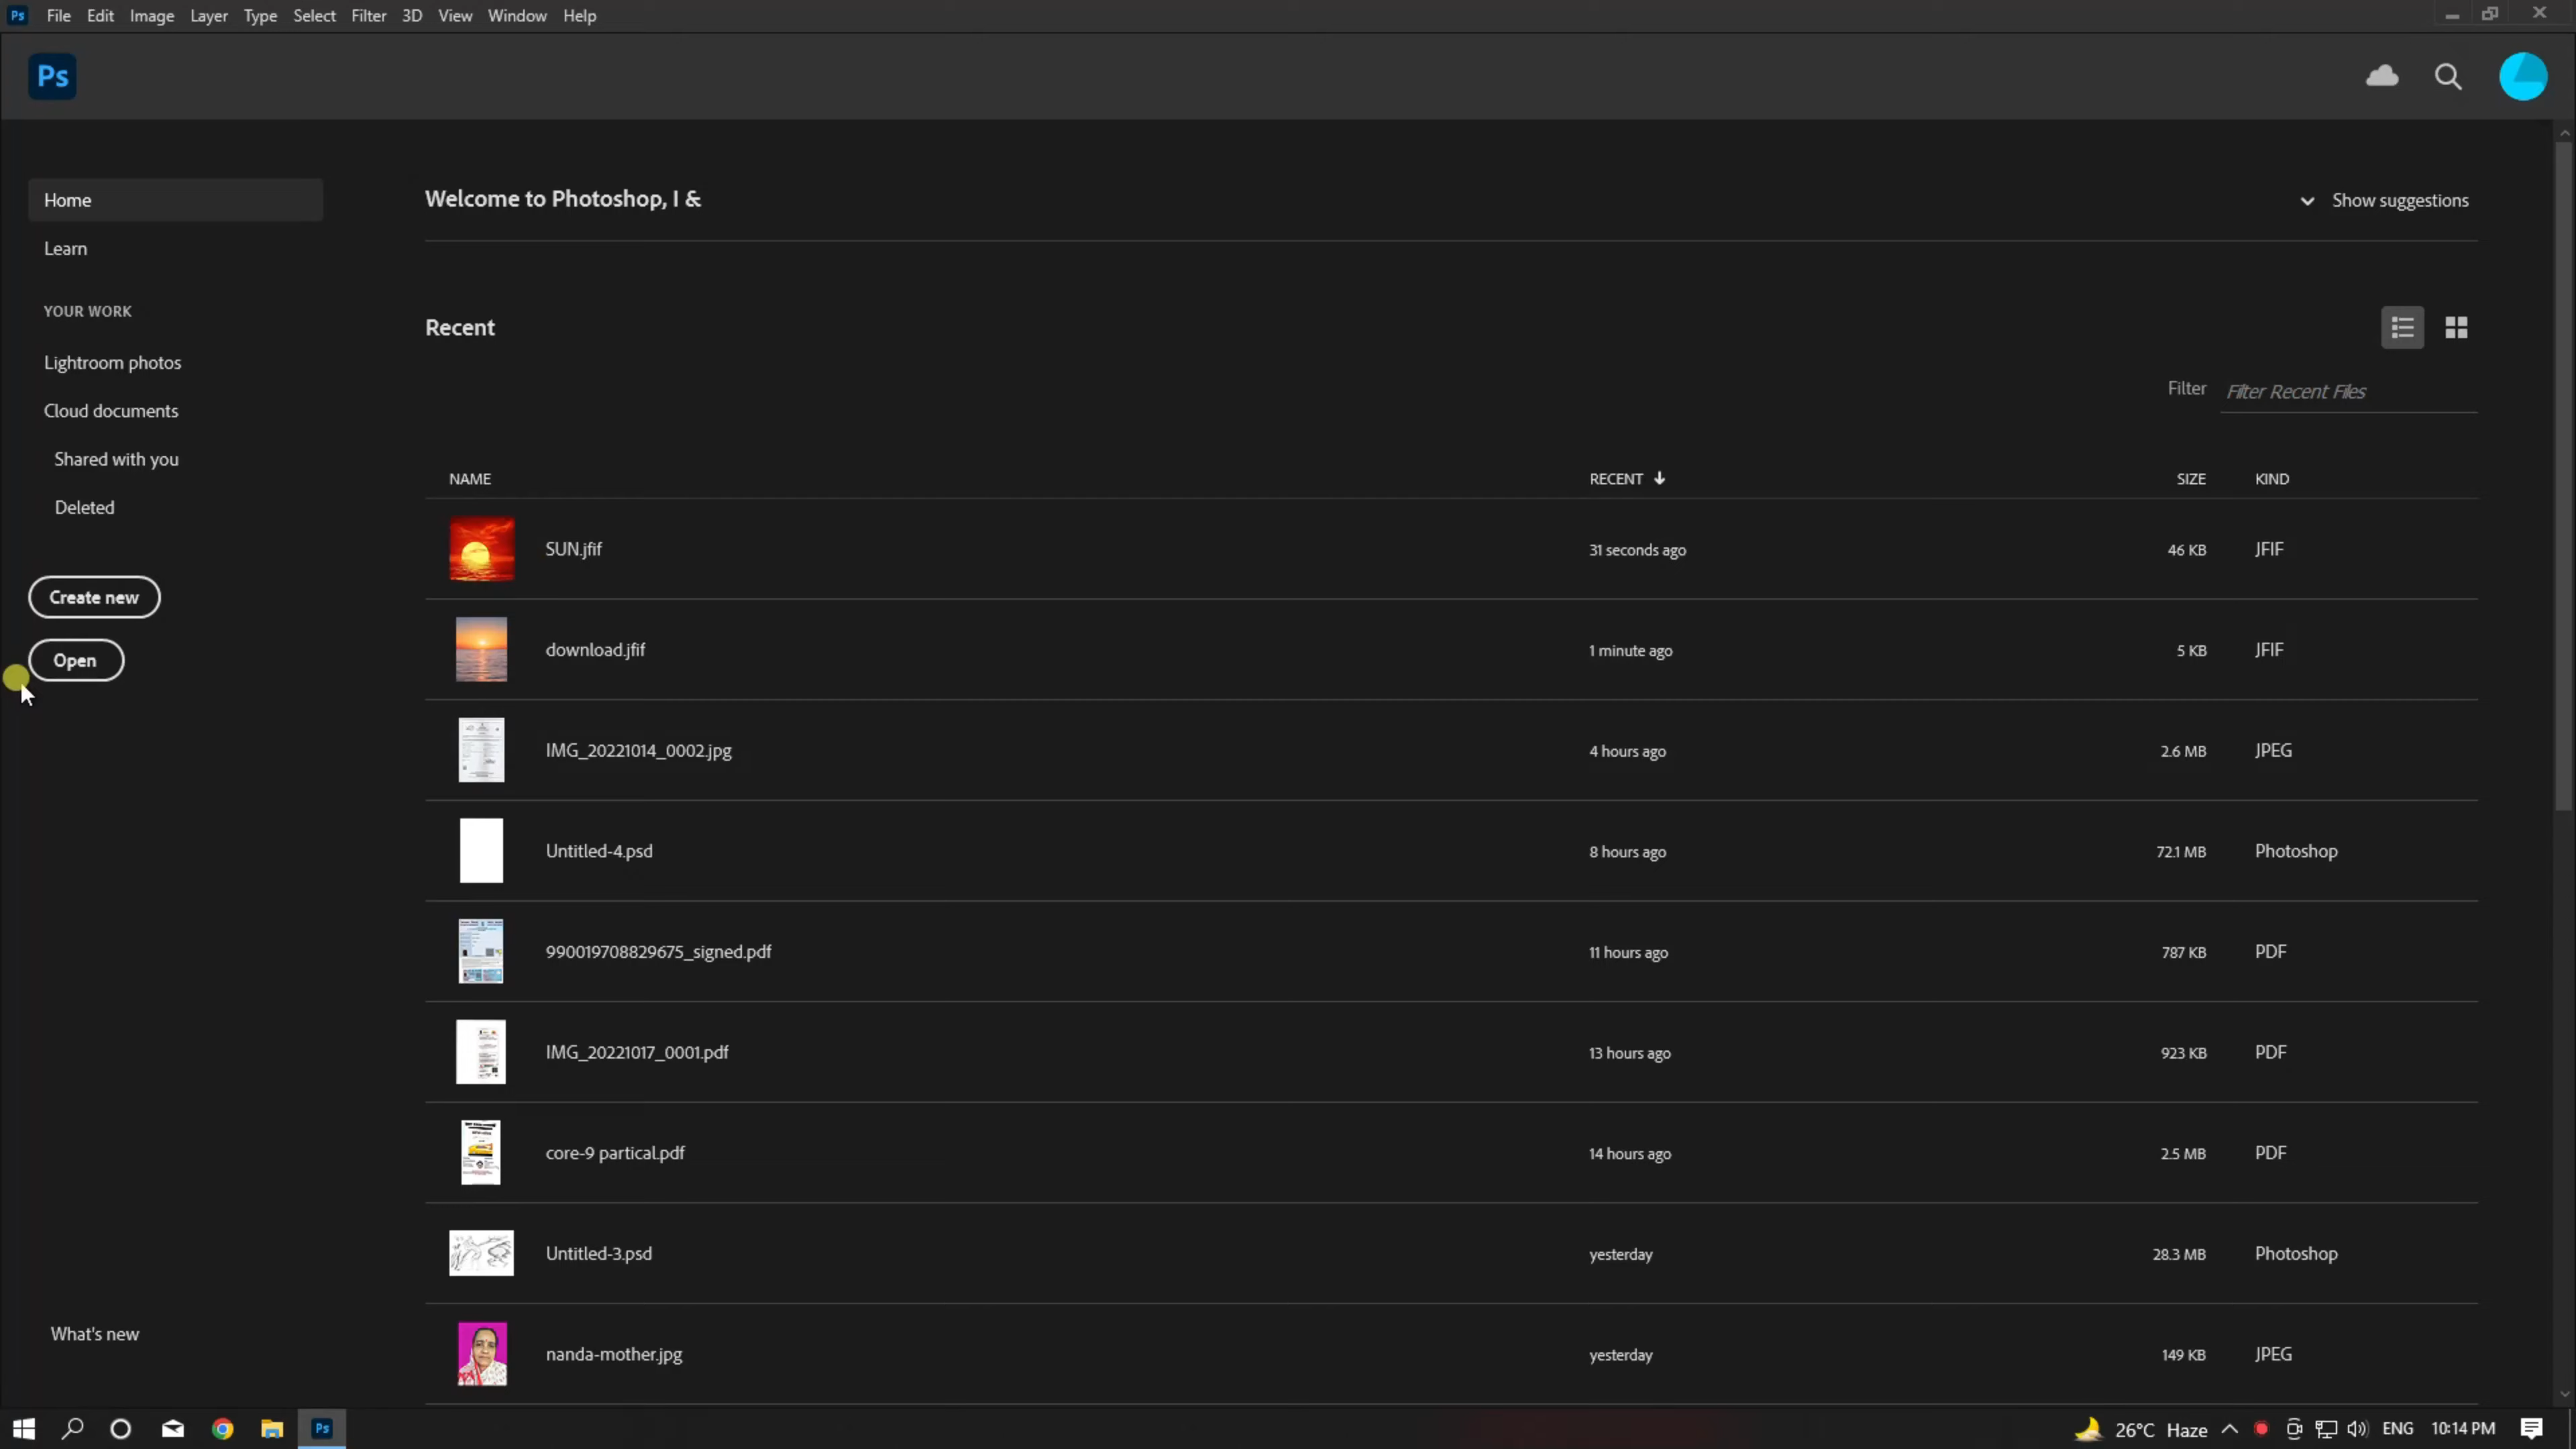 Ps File Edit Image Layer Type Select Filter 3D View Window Help
Ps
Home
Learn
YOUR WORK
Lightroom photos
Cloud documents
Shared with you
Deleted
Create new
Open
What's new
Welcome to Photoshop, I &
Show suggestions
Recent
Filter Filter Recent Files
NAME RECENT SIZE KIND
SUN.jfif 31 seconds ago 46 KB JFIF
download.jfif 1 minute ago 5 KB JFIF
IMG_20221014_0002.jpg 4 hours ago 2.6 MB JPEG
Untitled-4.psd 8 hours ago 72.1 MB Photoshop
990019708829675_signed.pdf 11 hours ago 787 KB PDF
IMG_20221017_0001.pdf 13 hours ago 923 KB PDF
core-9 partical.pdf 14 hours ago 2.5 MB PDF
Untitled-3.psd yesterday 28.3 MB Photoshop
nanda-mother.jpg yesterday 149 KB JPEG
Ps 26°C Haze ENG 10:14 PM